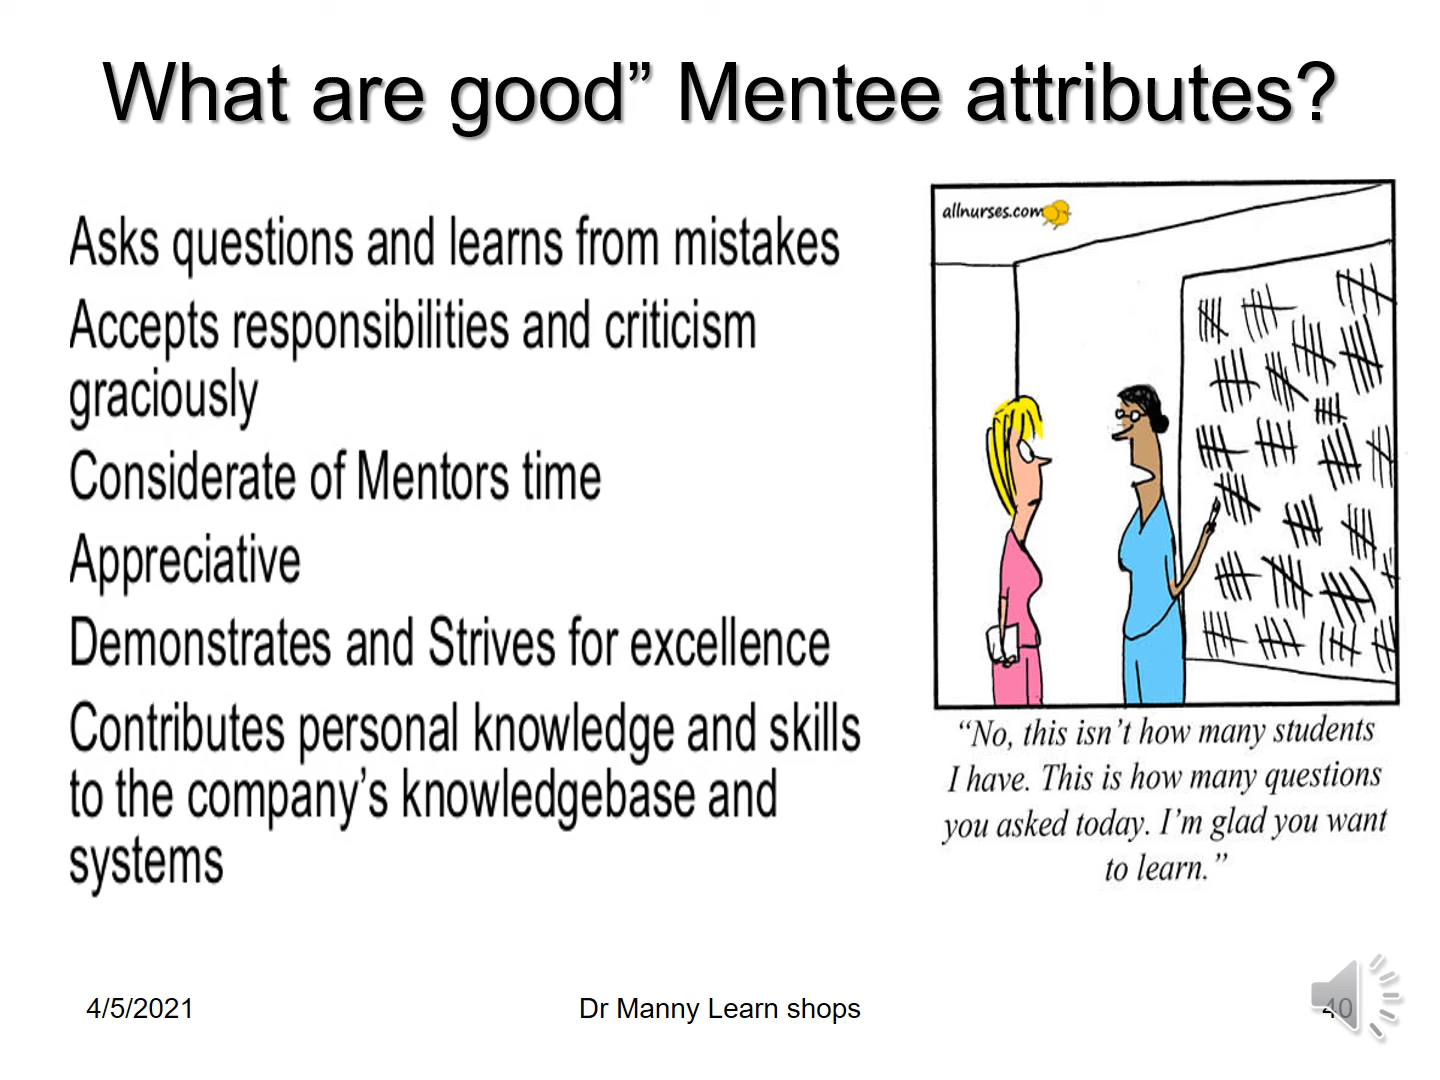 What are good” Mentee attributes?
Asks questions and learns from mistakes
Accepts responsibilities and criticism
graciously
Considerate of Mentors time
Appreciative
Demonstrates and Strives for excellence
Contributes personal knowledge and skills
to the company’s knowledgebase and
systems
allnurses.com
“No, this isn’t how many students
I have. This is how many questions
you asked today. I’m glad you want
to learn.”
4/5/2021
Dr Manny Learn shops
40